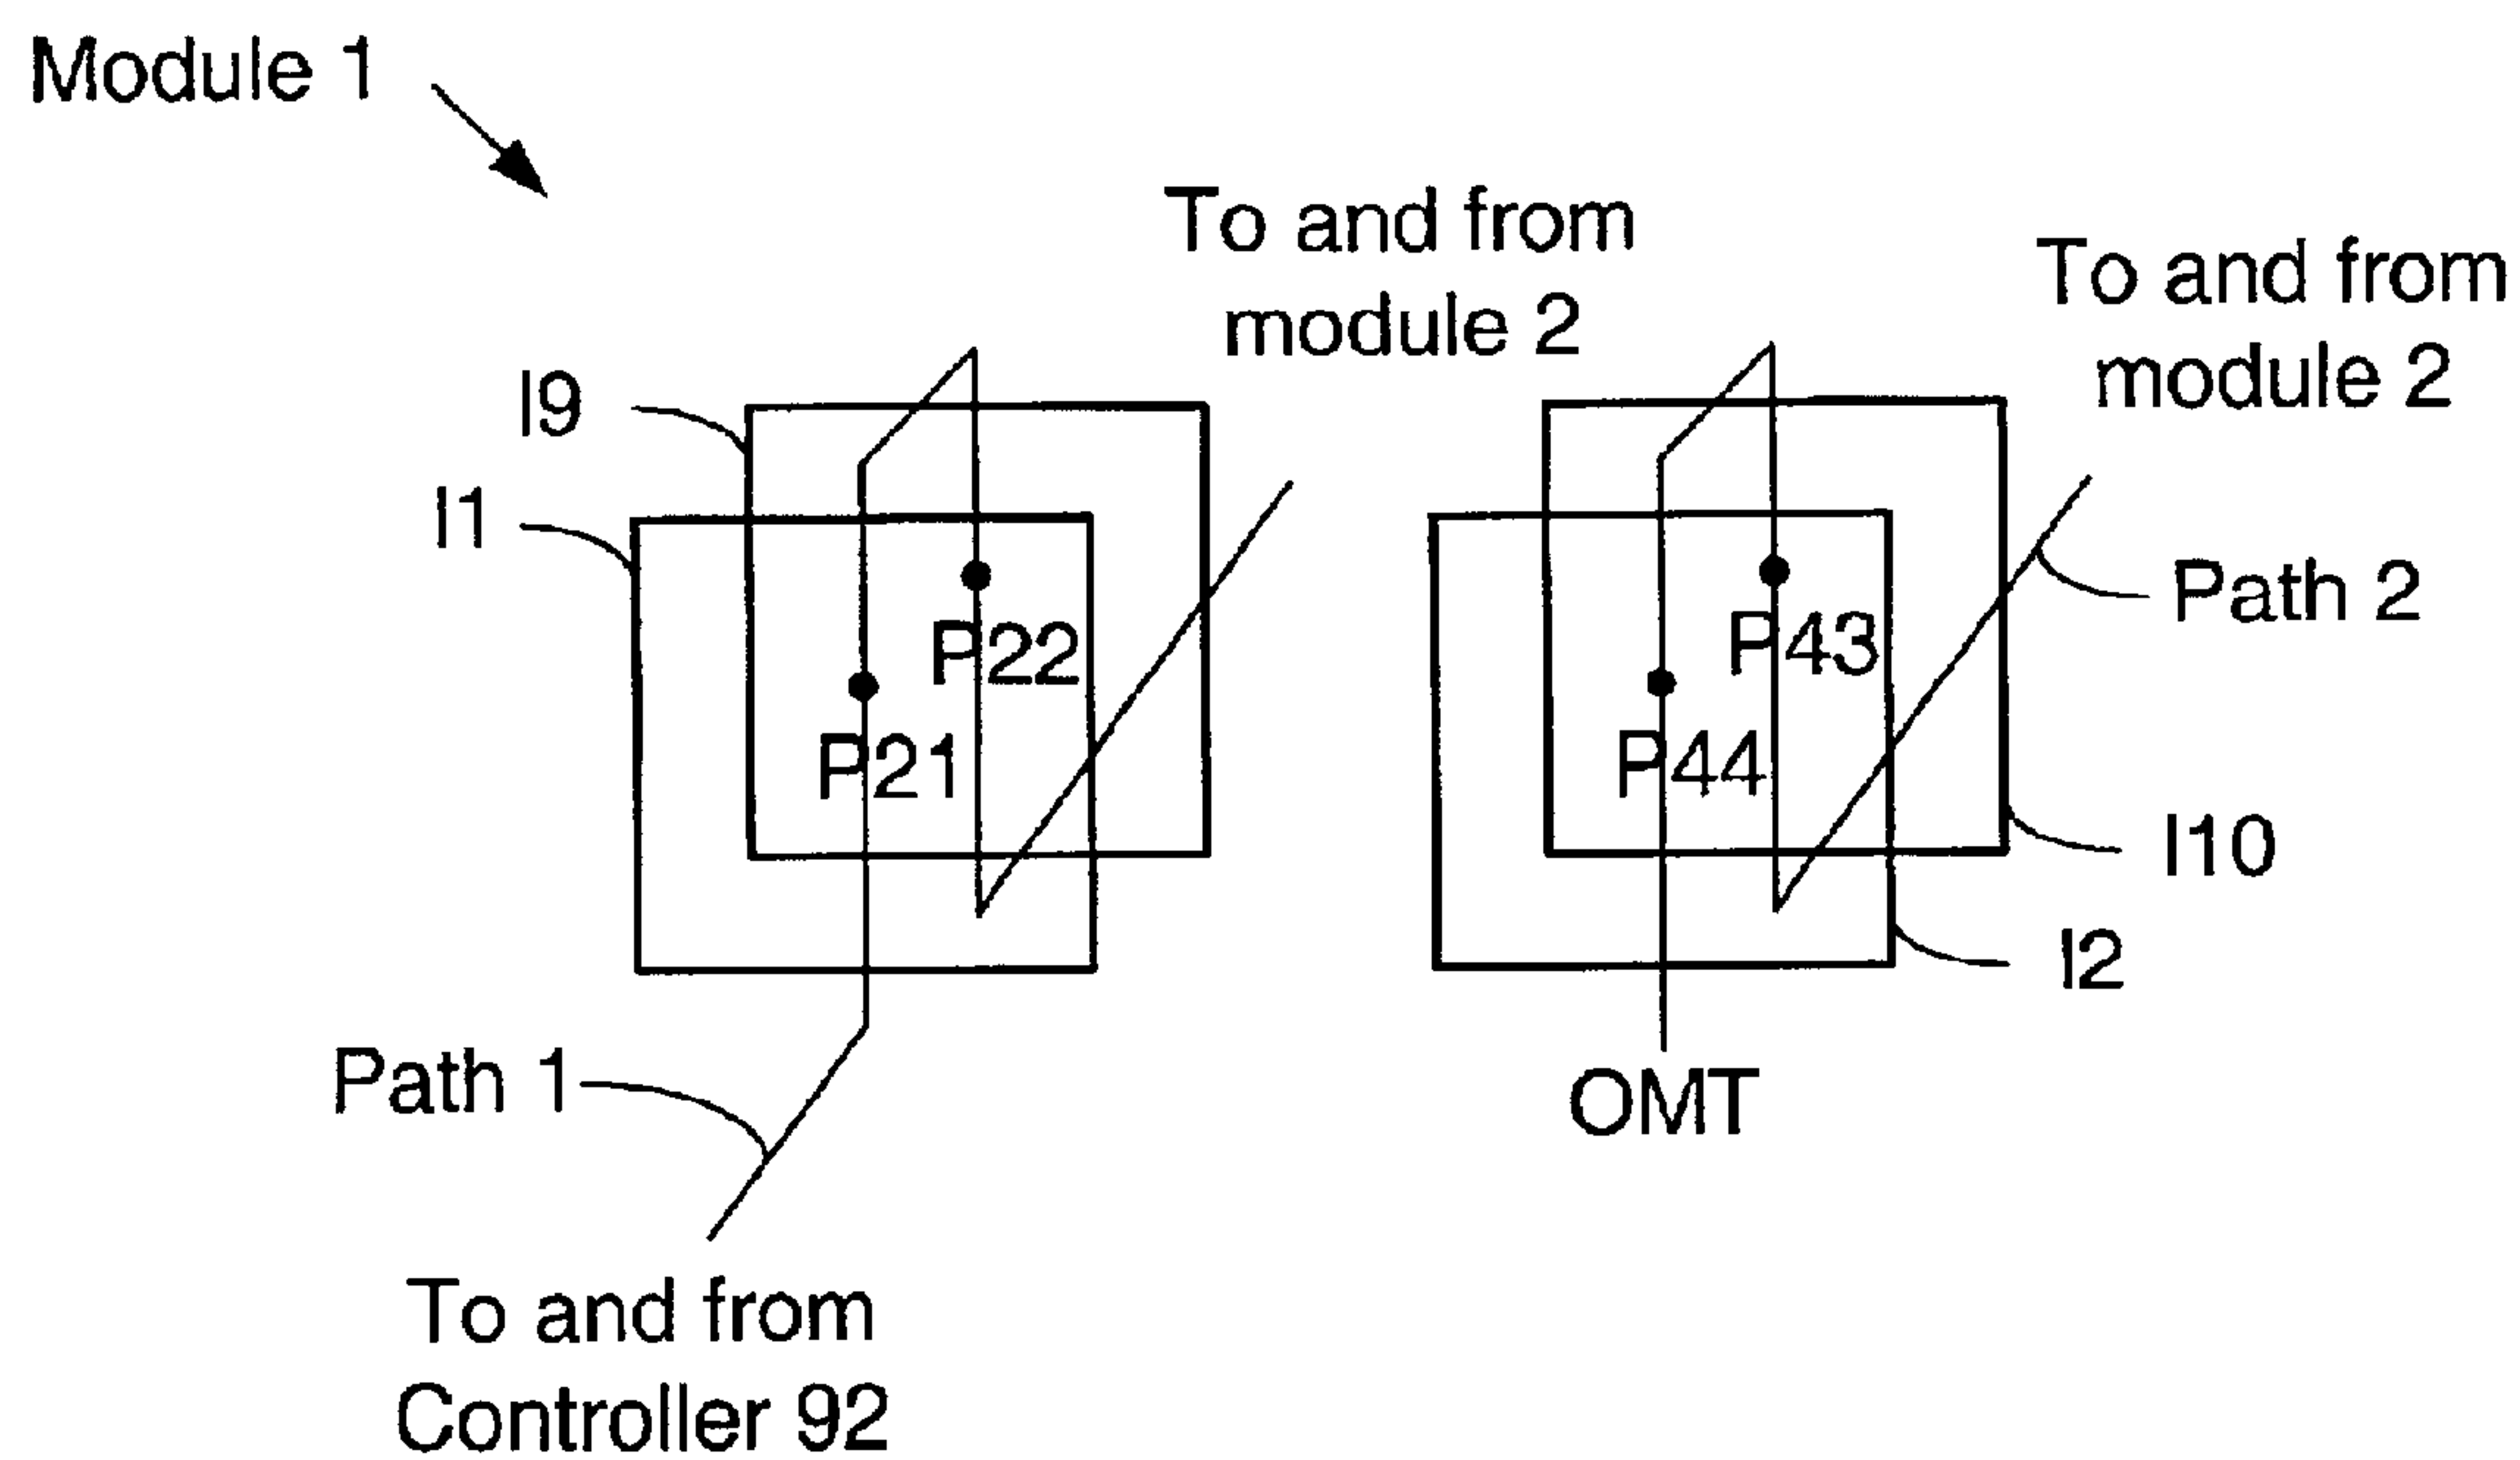 Module 1
To and from
module 2
To and from
module 2
I9
I1
Path 2
P22
P43
P21
P44
I10
I2
Path 1
OMT
To and from
Controller 92